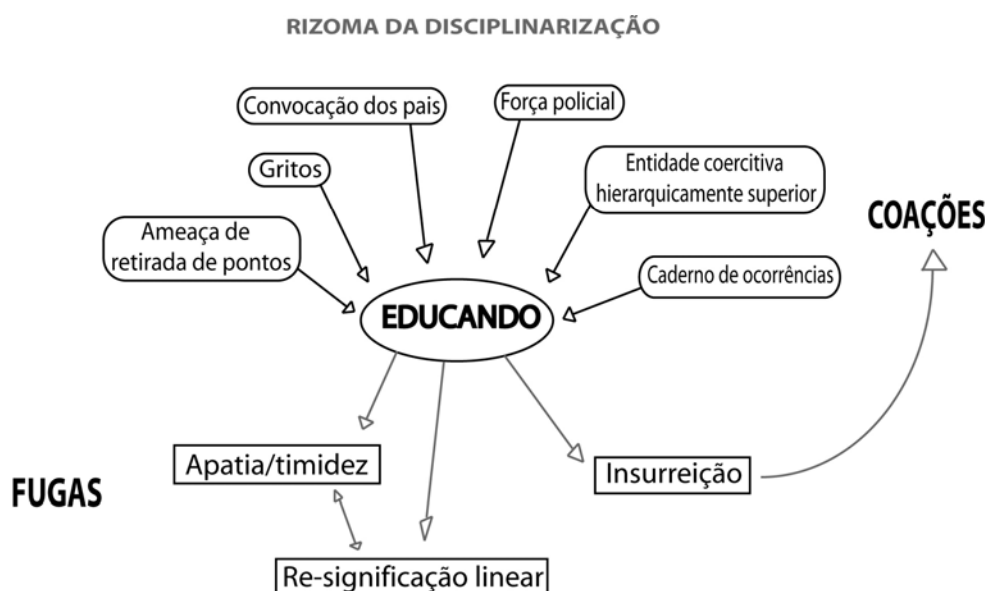 RIZOMA DA DISCIPLINARIZAÇÃO
Convocação dos pais
Força policial
Gritos
Entidade coercitiva
hierarquicamente superior
COAÇÕES
Ameaça de
retirada de pontos
Caderno de ocorrências
EDUCANDO
Apatia/timidez
Insurreição
FUGAS
Re-significação linear